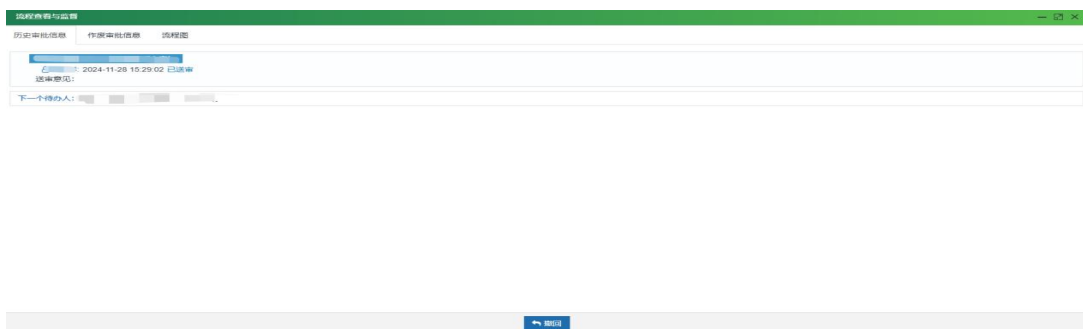 流程查看与监督
历史审批信息 作废审批信息 流程图
2024-11-28 15:29:02 已送审
送审意见:
下一个待办人:
撤回